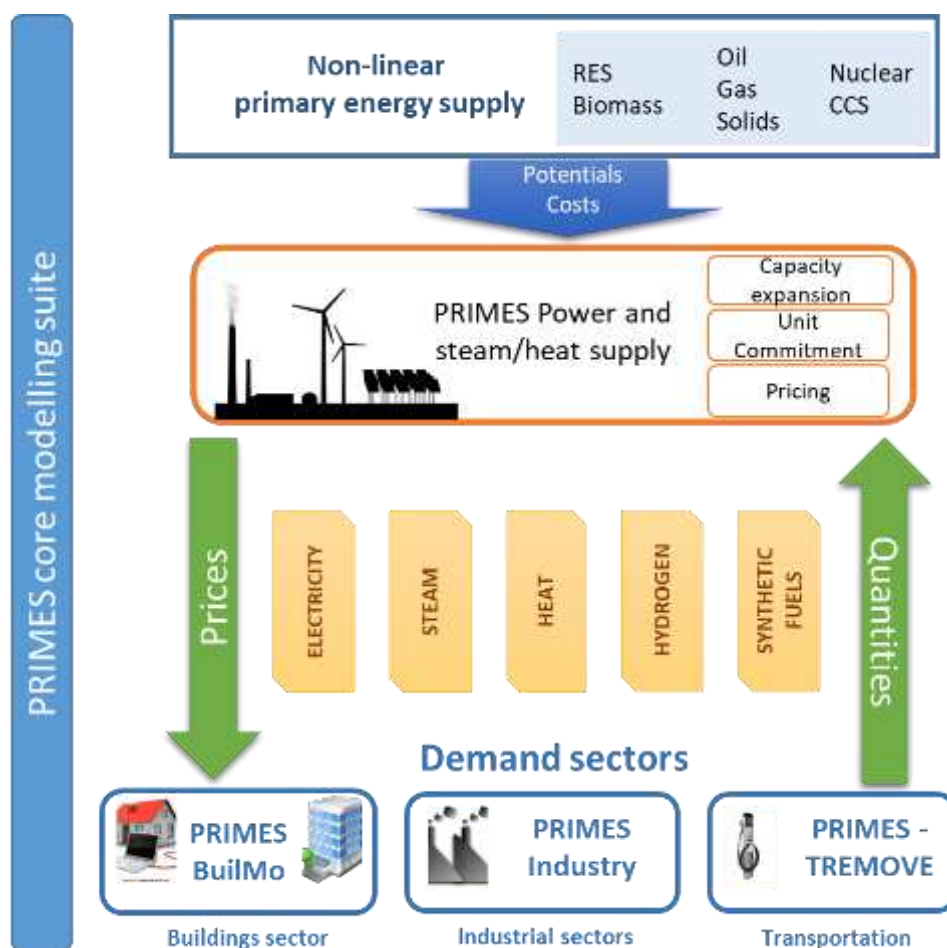 PRIMES core modelling suite
Non-linear
primary energy supply
RES
Biomass
Oil
Gas
Solids
Nuclear
CCS
Potentials
Costs
PRIMES Power and
steam/heat supply
Capacity
expansion
Unit
Commitment
Pricing
Prices
ELECTRICITY
STEAM
HEAT
HYDROGEN
SYNTHETIC
FUELS
Quantities
Demand sectors
PRIMES
BuilMo
PRIMES
Industry
PRIMES -
TREMOVE
Buildings sector
Industrial sectors
Transportation